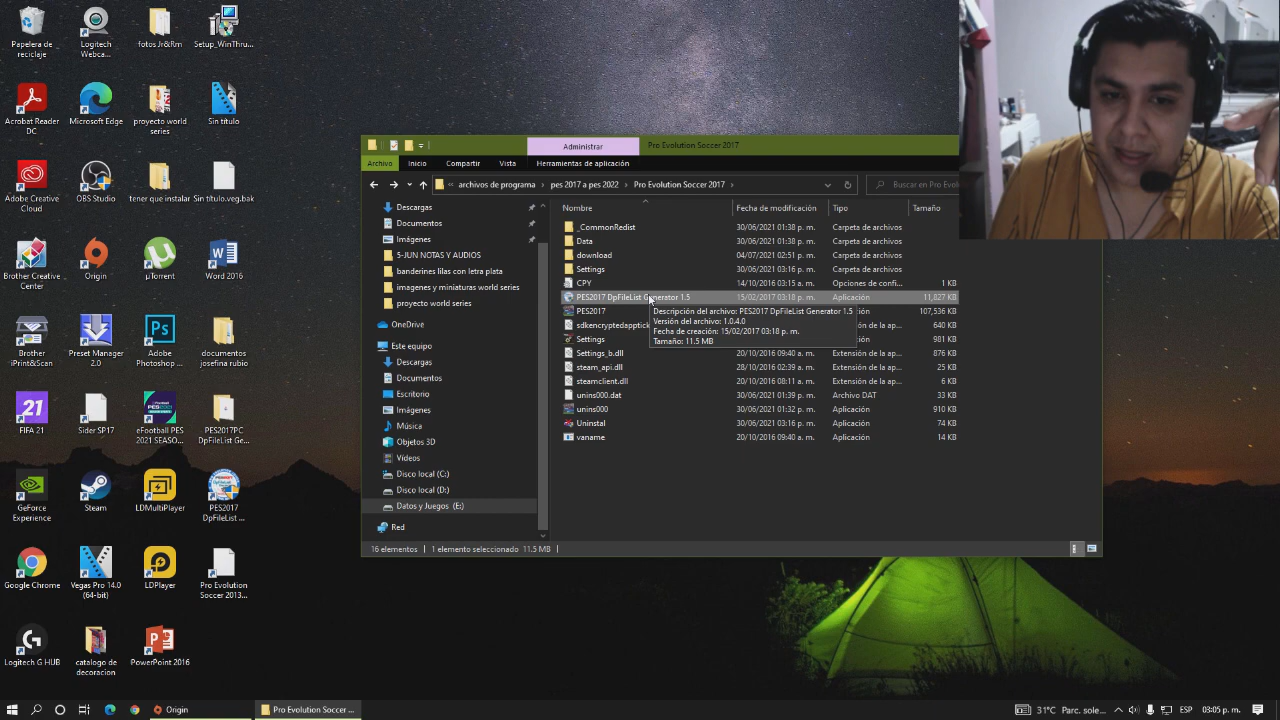 Papelera de reciclaje
Logitech Webca...
fotos Jr&Rm
Setup_WinThru...
Acrobat Reader DC
Microsoft Edge
proyecto world series
Sin titulo
Adobe Creative Cloud
OBS Studio
tener que instalar
Sin titulo.veg.bak
Brother Creative Center
Origin
µTorrent
Word 2016
Brother iPrint&Scan
Preset Manager 2.0
Adobe Photoshop ...
documentos josefina rubio
FIFA 21
Sider SP17
eFootball PES 2021 SEASO...
PES2017PC DpFileList Ge...
GeForce Experience
Steam
LDMultiPlayer
PES2017 DpFileList ...
Google Chrome
Vegas Pro 14.0 (64-bit)
LDPlayer
Pro Evolution Soccer 2013...
Logitech G HUB
catalogo de decoracion
PowerPoint 2016
Administrar
Pro Evolution Soccer 2017
Archivo Inicio Compartir Vista Herramientas de aplicación
« archivos de programa › pes 2017 a pes 2022 › Pro Evolution Soccer 2017 ›
Buscar en Pro Evo
Descargas
Documentos
Imágenes
5-JUN NOTAS Y AUDIOS
banderines lilas con letra plata
imagenes y miniaturas world series
proyecto world series
OneDrive
Este equipo
Descargas
Documentos
Escritorio
Imágenes
Música
Objetos 3D
Vídeos
Disco local (C:)
Disco local (D:)
Datos y Juegos (E:)
Red
Nombre Fecha de modificación Tipo Tamaño
_CommonRedist 30/06/2021 01:38 p. m. Carpeta de archivos
Data 30/06/2021 01:38 p. m. Carpeta de archivos
download 04/07/2021 02:51 p. m. Carpeta de archivos
Settings 30/06/2021 03:16 p. m. Carpeta de archivos
CPY 14/10/2016 03:15 a. m. Opciones de confi... 1 KB
PES2017 DpFileList Generator 1.5 15/02/2017 03:18 p. m. Aplicación 11,827 KB
PES2017 107,536 KB
sdkencryptedapptick ón de la ap... 640 KB
Settings 981 KB
Settings_b.dll 20/10/2016 09:40 a. m. Extensión de la ap... 876 KB
steam_api.dll 28/10/2016 02:39 a. m. Extensión de la ap... 25 KB
steamclient.dll 20/10/2016 08:11 a. m. Extensión de la ap... 6 KB
unins000.dat 30/06/2021 01:39 p. m. Archivo DAT 33 KB
unins000 30/06/2021 01:32 p. m. Aplicación 910 KB
Uninstal 30/06/2021 03:16 p. m. Aplicación 74 KB
vaname 20/10/2016 09:40 a. m. Aplicación 14 KB
Descripción del archivo: PES2017 DpFileList Generator 1.5
Versión del archivo: 1.0.4.0
Fecha de creación: 15/02/2017 03:18 p. m.
Tamaño: 11.5 MB
16 elementos 1 elemento seleccionado 11.5 MB
Origin
Pro Evolution Soccer ...
31°C Parc. sole... ESP 03:05 p. m.